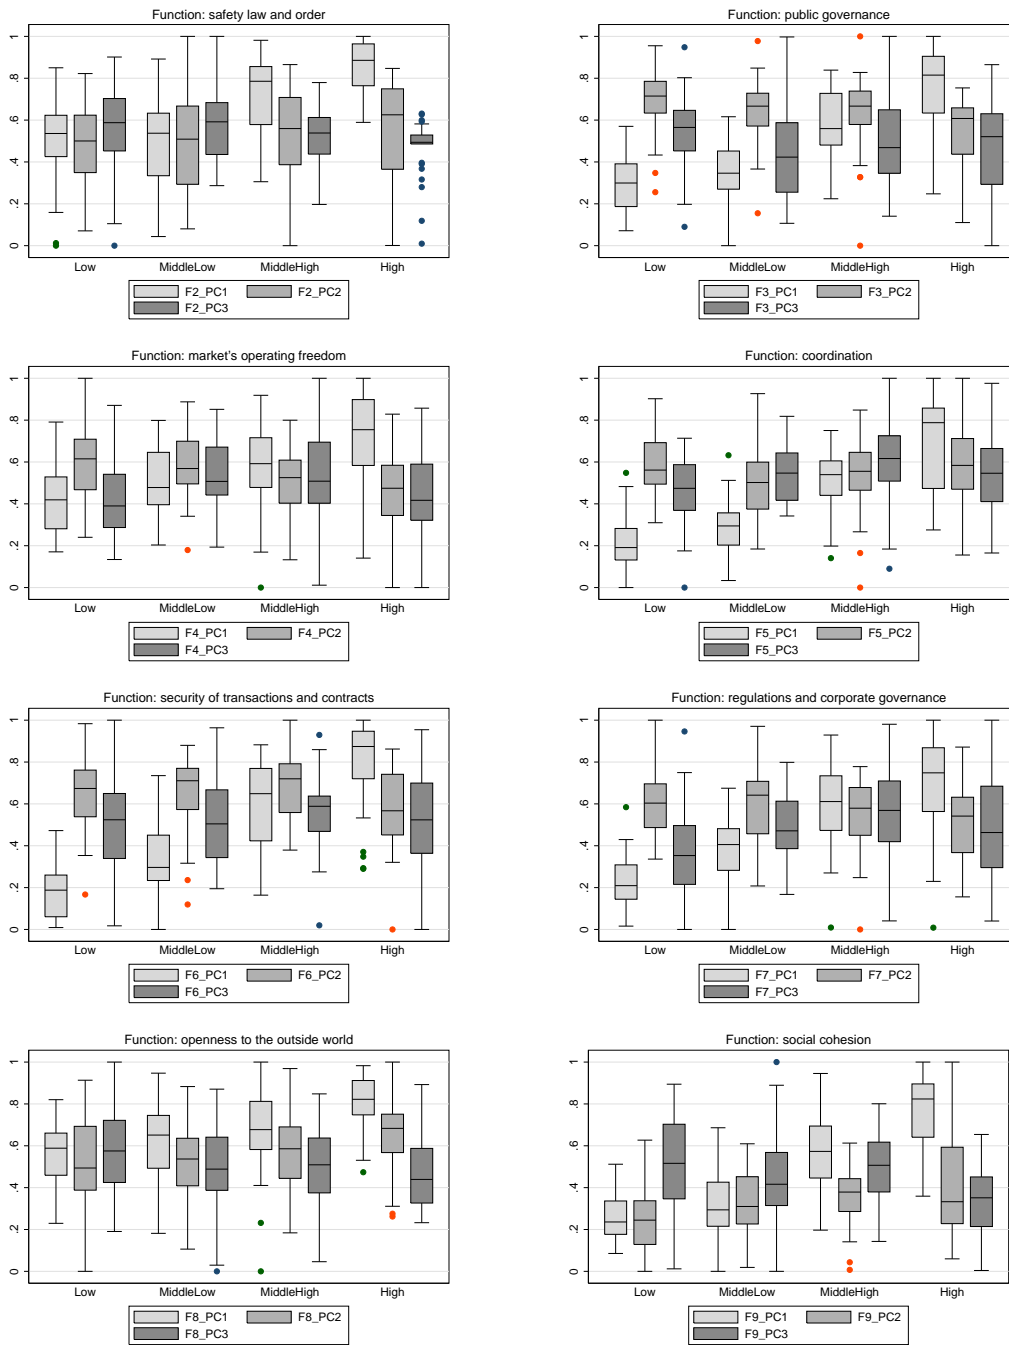 Function: safety law and order
1
.8
.6
.4
.2
0
Low MiddleLow MiddleHigh High
F2_PC1 F2_PC2
F2_PC3
Function: public governance
1
.8
.6
.4
.2
0
Low MiddleLow MiddleHigh High
F3_PC1 F3_PC2
F3_PC3
Function: market's operating freedom
1
.8
.6
.4
.2
0
Low MiddleLow MiddleHigh High
F4_PC1 F4_PC2
F4_PC3
Function: coordination
1
.8
.6
.4
.2
0
Low MiddleLow MiddleHigh High
F5_PC1 F5_PC2
F5_PC3
Function: security of transactions and contracts
1
.8
.6
.4
.2
0
Low MiddleLow MiddleHigh High
F6_PC1 F6_PC2
F6_PC3
Function: regulations and corporate governance
1
.8
.6
.4
.2
0
Low MiddleLow MiddleHigh High
F7_PC1 F7_PC2
F7_PC3
Function: openness to the outside world
1
.8
.6
.4
.2
0
Low MiddleLow MiddleHigh High
F8_PC1 F8_PC2
F8_PC3
Function: social cohesion
1
.8
.6
.4
.2
0
Low MiddleLow MiddleHigh High
F9_PC1 F9_PC2
F9_PC3